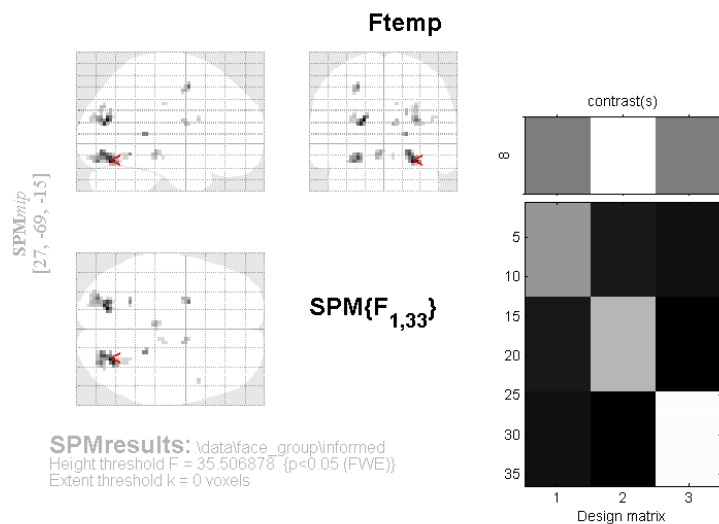 Ftemp
contrast(s)
8
SPMmip
[27, -69, -15]
SPM{F1,33}
5
10
15
20
25
30
35
1 2 3
Design matrix
SPMresults: .\data\face_group\informed
Height threshold F = 35.506878 {p<0.05 (FWE)}
Extent threshold k = 0 voxels